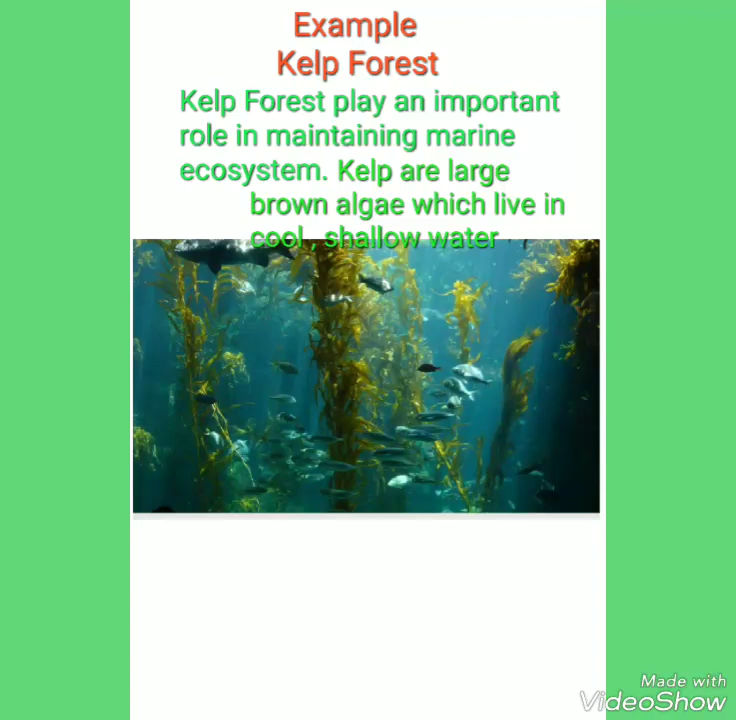 Example
Kelp Forest
Kelp Forest play an important
role in maintaining marine
ecosystem. Kelp are large
brown algae which live in
cool , shallow water
Made with
VideoShow